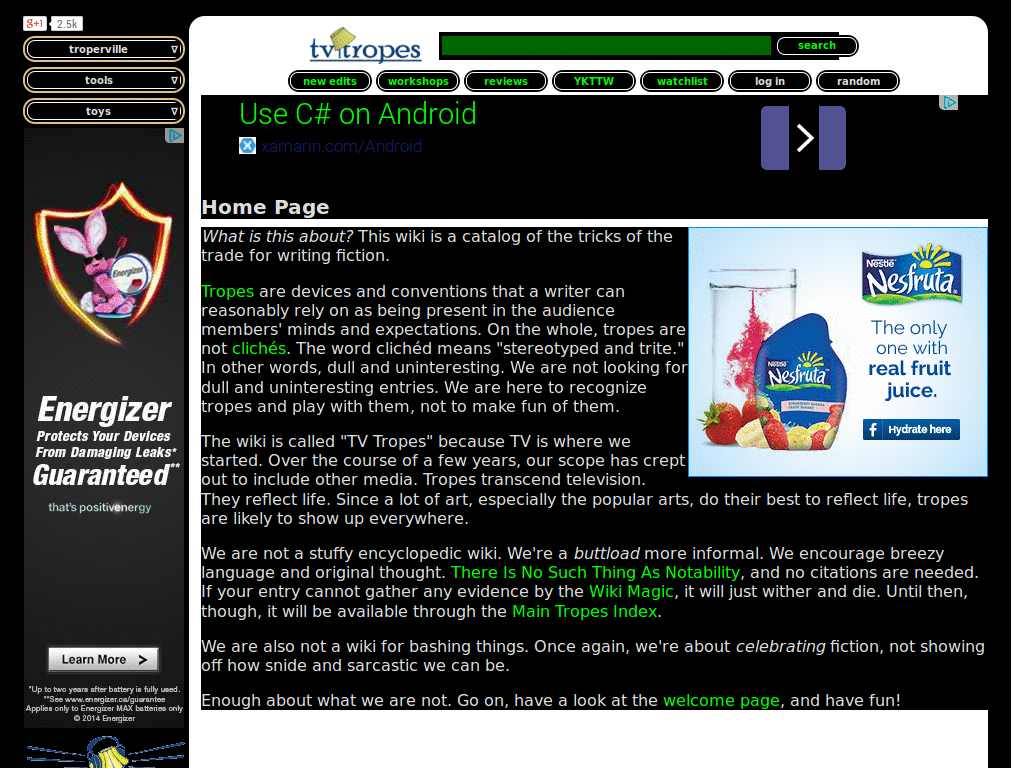 g+1 2.5k
troperville
tools
toys
tvtropes
search
new edits workshops reviews YKTTW watchlist log in random
Use C# on Android
xamarin.com/Android
Home Page
What is this about? This wiki is a catalog of the tricks of the
trade for writing fiction.
Tropes are devices and conventions that a writer can
reasonably rely on as being present in the audience
members' minds and expectations. On the whole, tropes are
not clichés. The word clichéd means "stereotyped and trite."
In other words, dull and uninteresting. We are not looking for
dull and uninteresting entries. We are here to recognize
tropes and play with them, not to make fun of them.
The wiki is called "TV Tropes" because TV is where we
started. Over the course of a few years, our scope has crept
out to include other media. Tropes transcend television.
They reflect life. Since a lot of art, especially the popular arts, do their best to reflect life, tropes
are likely to show up everywhere.
We are not a stuffy encyclopedic wiki. We're a buttload more informal. We encourage breezy
language and original thought. There Is No Such Thing As Notability, and no citations are needed.
If your entry cannot gather any evidence by the Wiki Magic, it will just wither and die. Until then,
though, it will be available through the Main Tropes Index.
We are also not a wiki for bashing things. Once again, we're about celebrating fiction, not showing
off how snide and sarcastic we can be.
Enough about what we are not. Go on, have a look at the welcome page, and have fun!
Nestlé
Nesfruta
The only
one with
real fruit
juice.
Hydrate here
Nestlé
Nesfruta
Energizer
Energizer
Protects Your Devices
From Damaging Leaks*
Guaranteed**
that's positivenergy
Learn More >
*Up to two years after battery is fully used.
**See www.energizer.ca/guarantee
Applies only to Energizer MAX batteries only
© 2014 Energizer